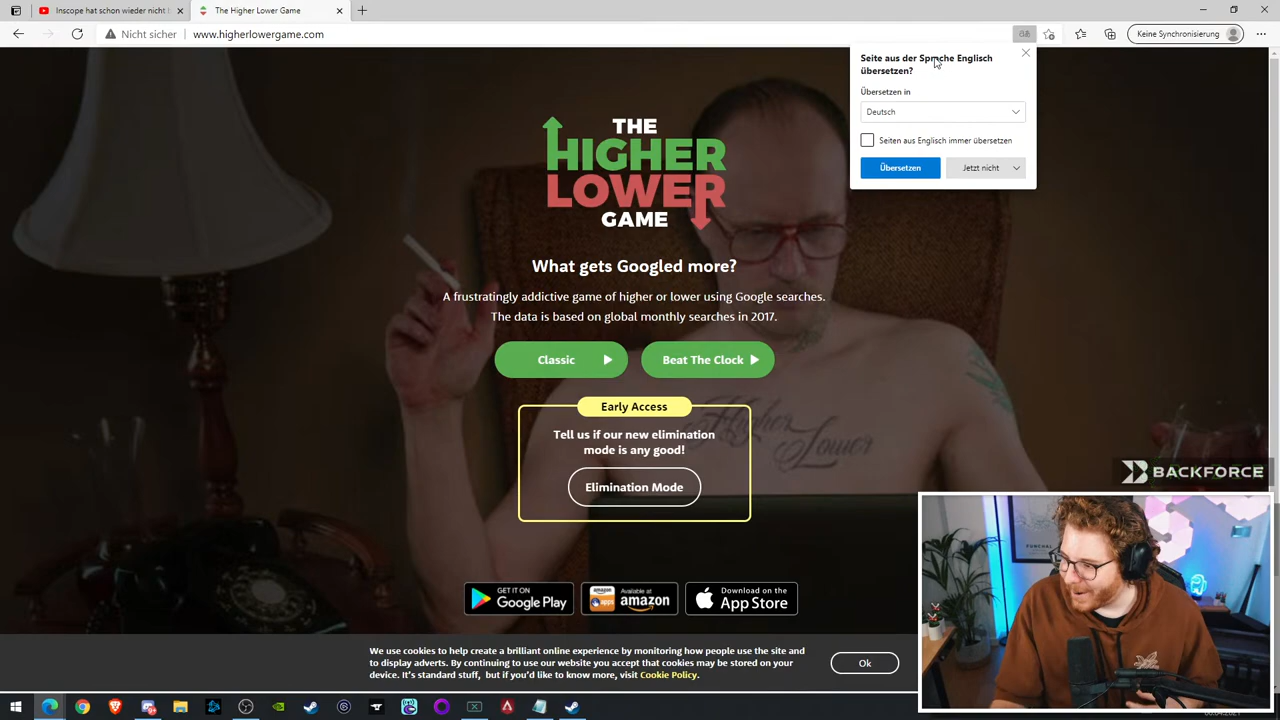 Inscope hat schon wieder nicht
The Higher Lower Game
Nicht sicher
www.higherlowergame.com
Keine Synchronisierung
Seite aus der Sprache Englisch
übersetzen?
Übersetzen in
Deutsch
Seiten aus Englisch immer übersetzen
Übersetzen
Jetzt nicht
THE
HIGHER
LOWER
GAME
What gets Googled more?
A frustratingly addictive game of higher or lower using Google searches.
The data is based on global monthly searches in 2017.
Classic
Beat The Clock
Early Access
Tell us if our new elimination
mode is any good!
Elimination Mode
Higher Lower
BACKFORCE
GET IT ON
Google Play
Available at
amazon
apps
Download on the
App Store
We use cookies to help create a brilliant online experience by monitoring how people use the site and
to display adverts. By continuing to use our website you accept that cookies may be stored on your
device. It's standard stuff, but if you'd like to know more, visit Cookie Policy.
Ok